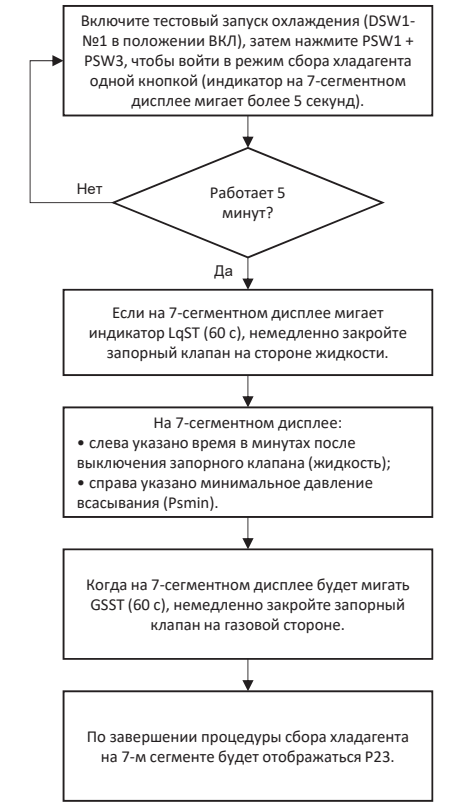 Включите тестовый запуск охлаждения (DSW1-
№1 в положении ВКЛ), затем нажмите PSW1 +
PSW3, чтобы войти в режим сбора хладагента
одной кнопкой (индикатор на 7-сегментном
дисплее мигает более 5 секунд).
Нет
Работает 5
минут?
Да
Если на 7-сегментном дисплее мигает
индикатор LqST (60 с), немедленно закройте
запорный клапан на стороне жидкости.
На 7-сегментном дисплее:
• слева указано время в минутах после
выключения запорного клапана (жидкость);
• справа указано минимальное давление
всасывания (Psmin).
Когда на 7-сегментном дисплее будет мигать
GSST (60 с), немедленно закройте запорный
клапан на газовой стороне.
По завершении процедуры сбора хладагента
на 7-м сегменте будет отображаться P23.